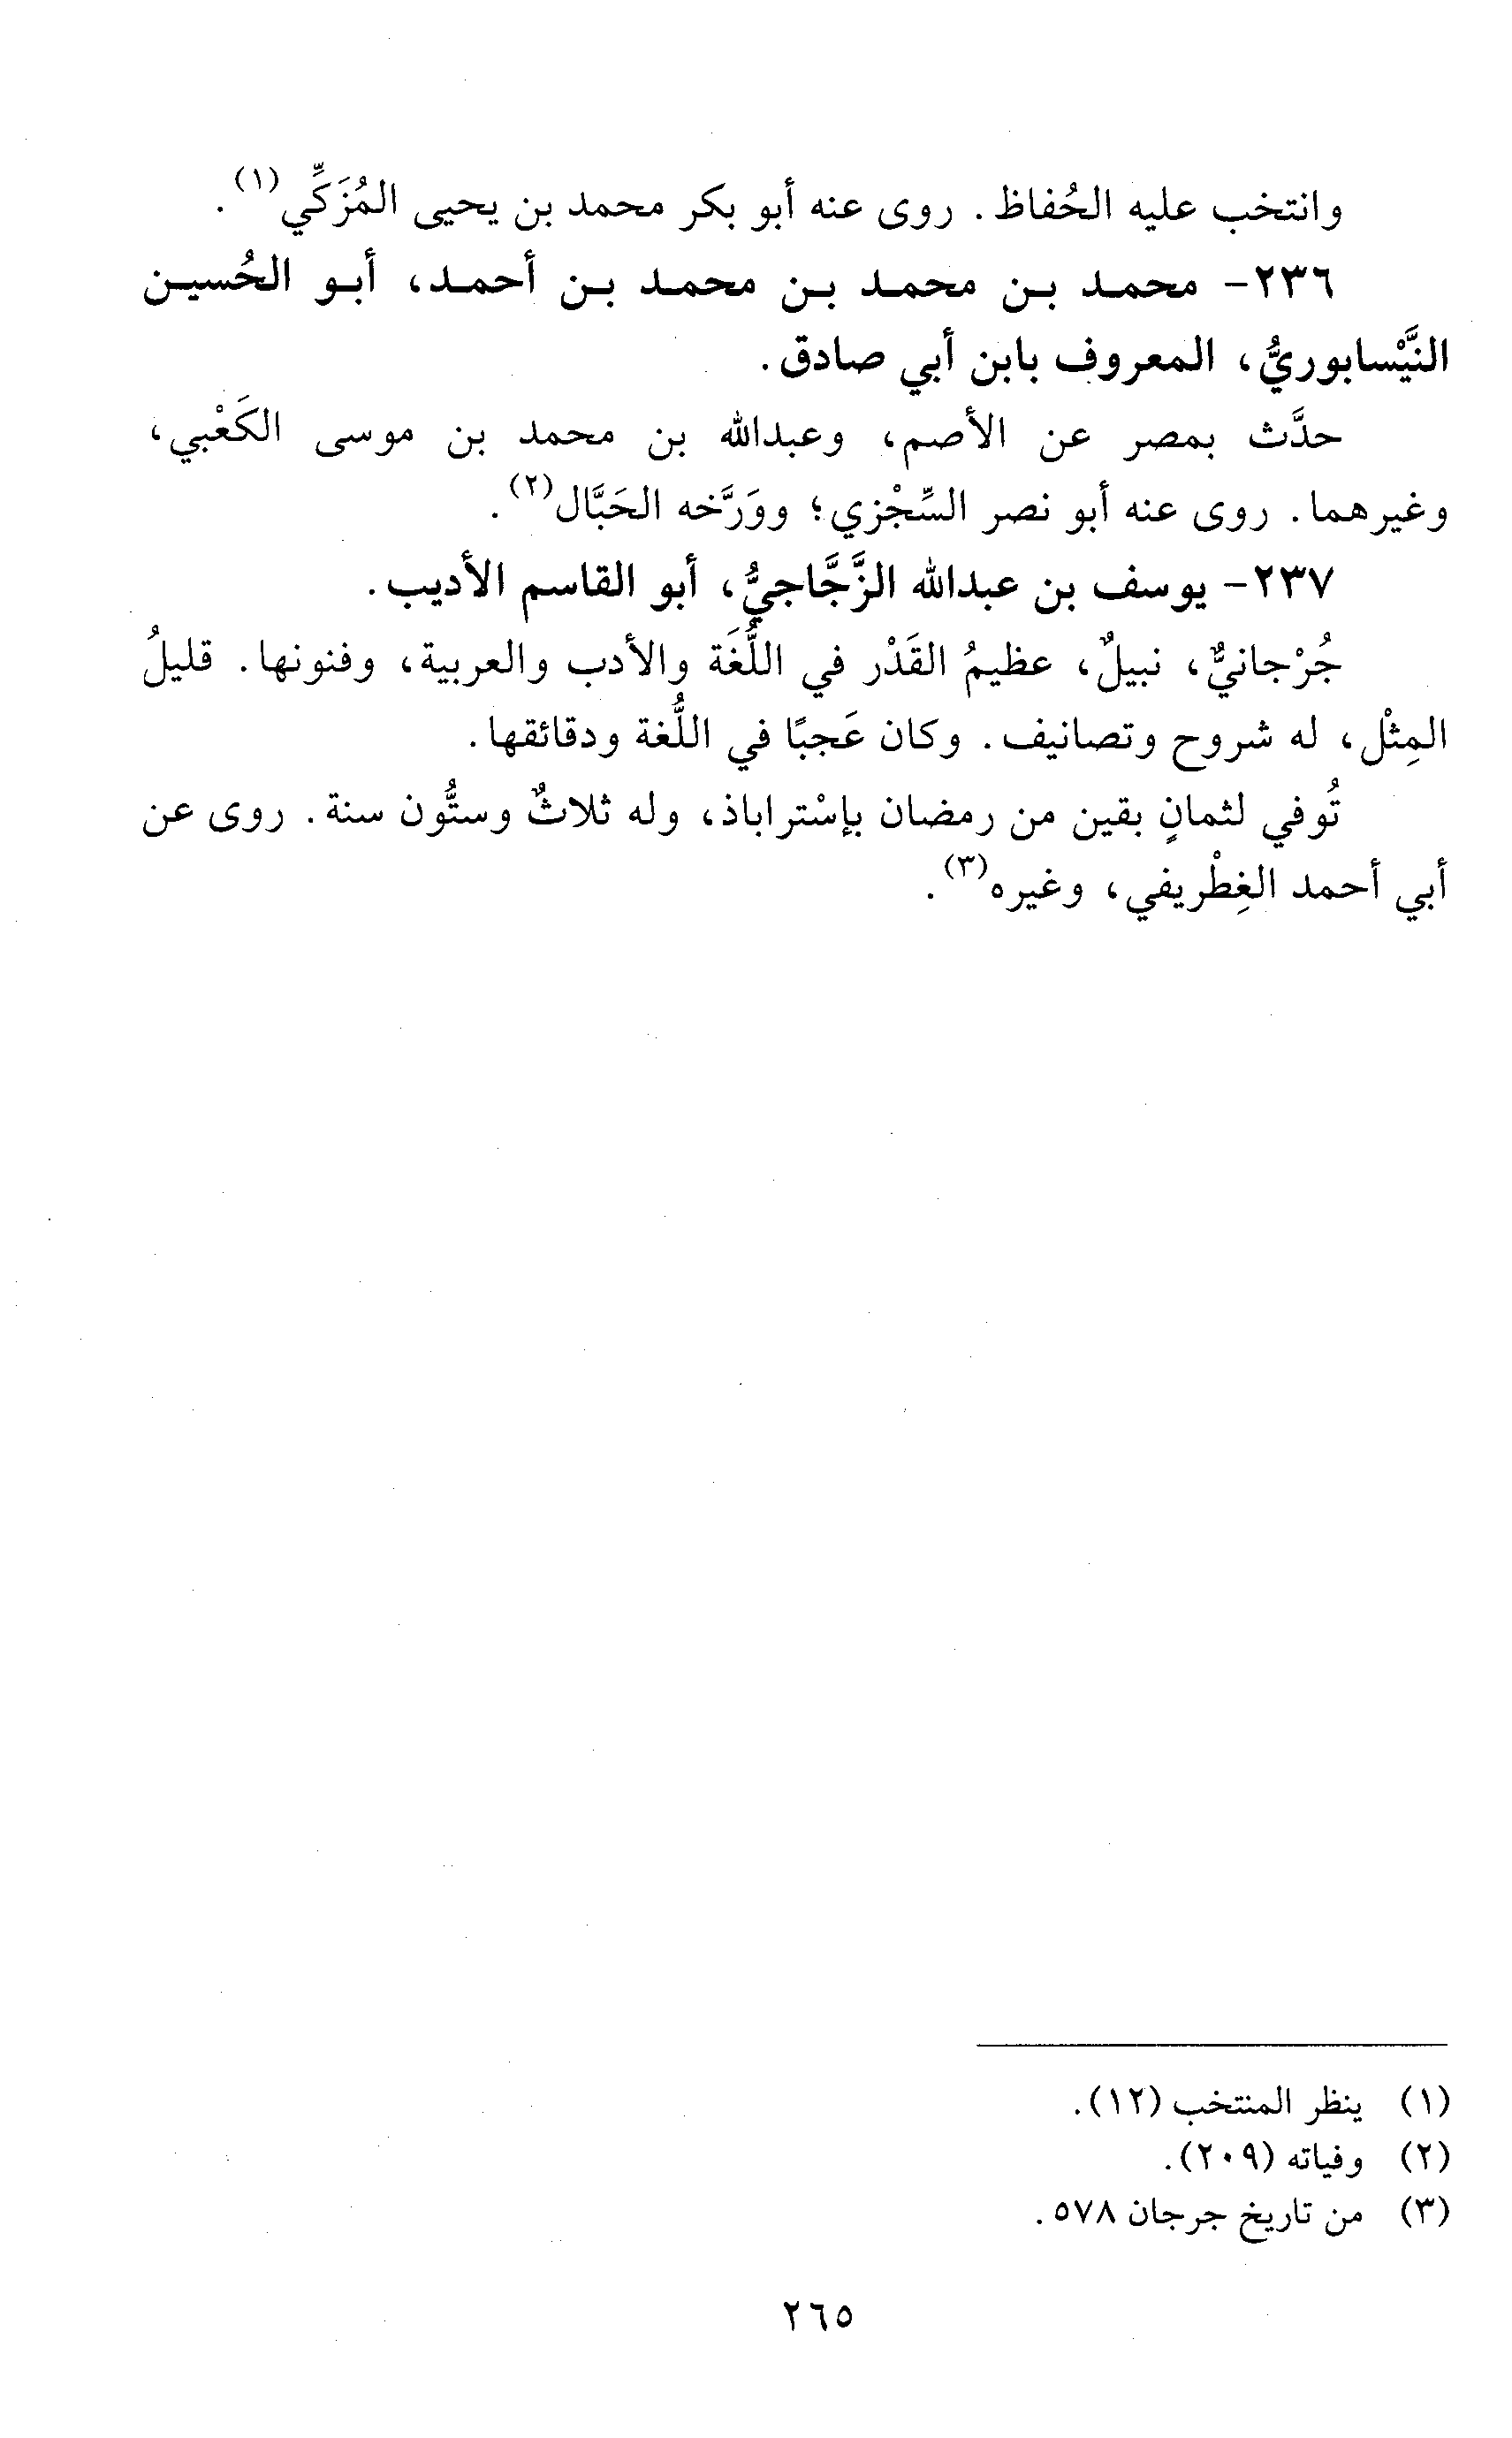 وانتخب عليه الحُفاظ. روى عنه أبو بكر محمد بن يحيى المُزَكِّي(١).
٢٣٦- محمد بن محمد بن محمد بن أحمد، أبو الحُسين
النَّيْسابوريُّ، المعروف بابن أبي صادق.
حدَّث بمصر عن الأصم، وعبدالله بن محمد بن موسى الكَعْبي،
وغيرهما. روى عنه أبو نصر السِّجْزي؛ ووَرَّخه الحَبَّال(٢).
٢٣٧- يوسف بن عبدالله الزَّجَّاجيُّ، أبو القاسم الأديب.
جُرْجانيٌّ، نبيلٌ، عظيمُ القَدْر في اللُّغَة والأدب والعربية، وفنونها. قليلُ
المِثْل، له شروح وتصانيف. وكان عَجبًا في اللُّغة ودقائقها.
تُوفي لثمانٍ بقين من رمضان بإسْتراباذ، وله ثلاثٌ وستُّون سنة. روى عن
أبي أحمد الغِطْريفي، وغيره(٣).
(١) ينظر المنتخب (١٢).
(٢) وفياته (٢٠٩).
(٣) من تاريخ جرجان ٥٧٨.
٢٦٥